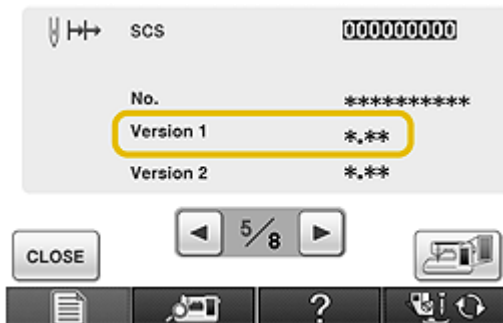 SCS 000000000
No. **********
Version 1 *.**
Version 2 *.**
5/8
CLOSE
?
i